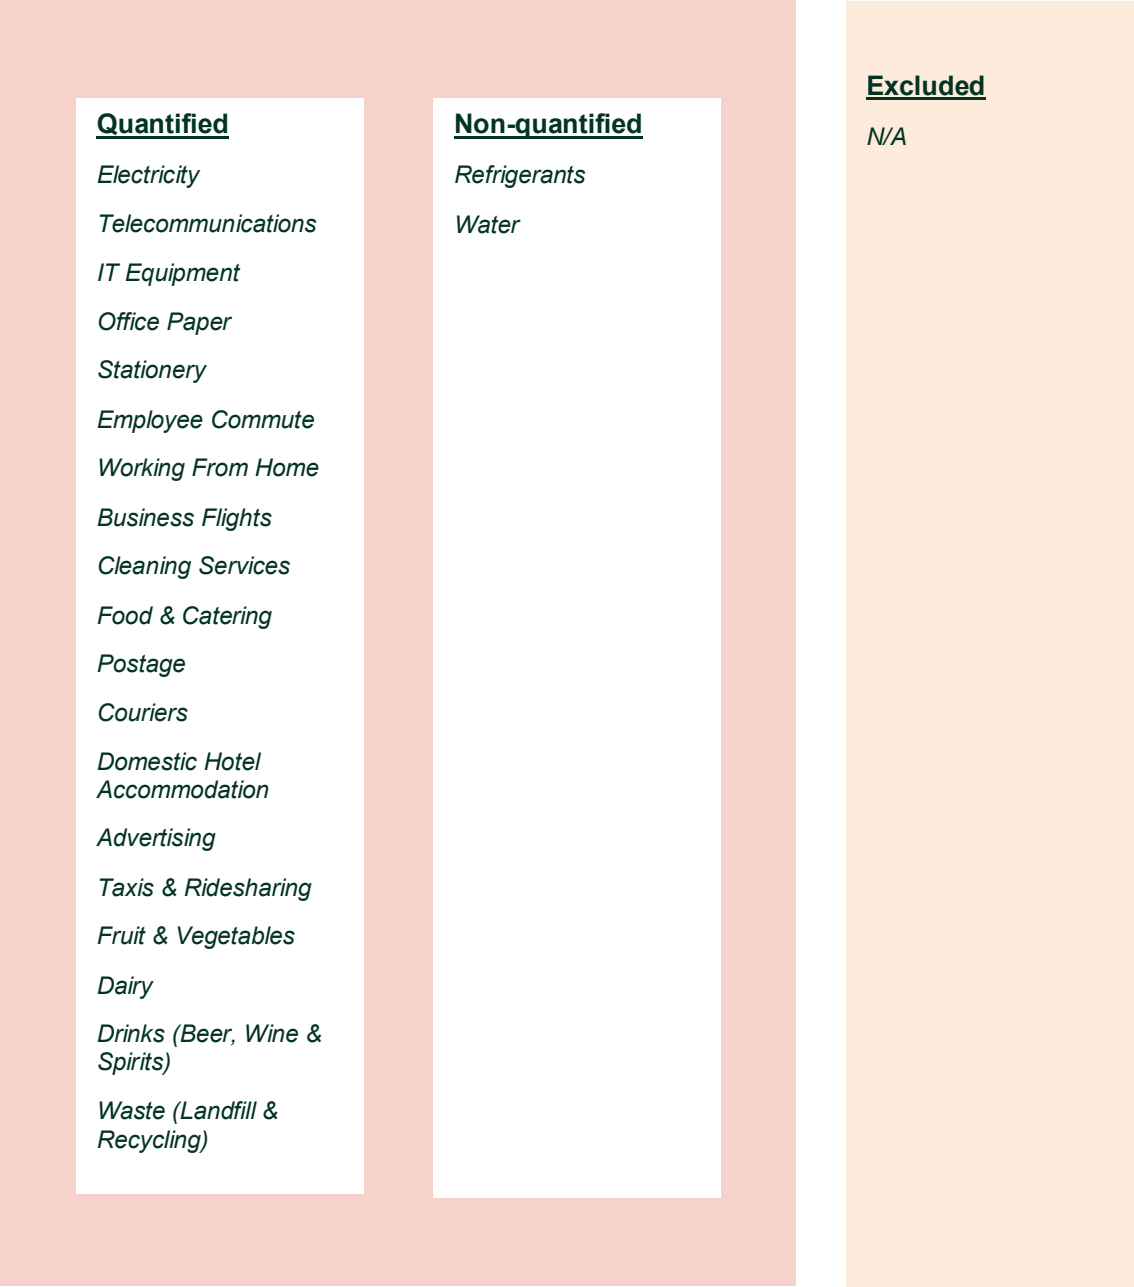 Quantified
Electricity
Telecommunications
IT Equipment
Office Paper
Stationery
Employee Commute
Working From Home
Business Flights
Cleaning Services
Food & Catering
Postage
Couriers
Domestic Hotel
Accommodation
Advertising
Taxis & Ridesharing
Fruit & Vegetables
Dairy
Drinks (Beer, Wine &
Spirits)
Waste (Landfill &
Recycling)
Non-quantified
Refrigerants
Water
Excluded
N/A